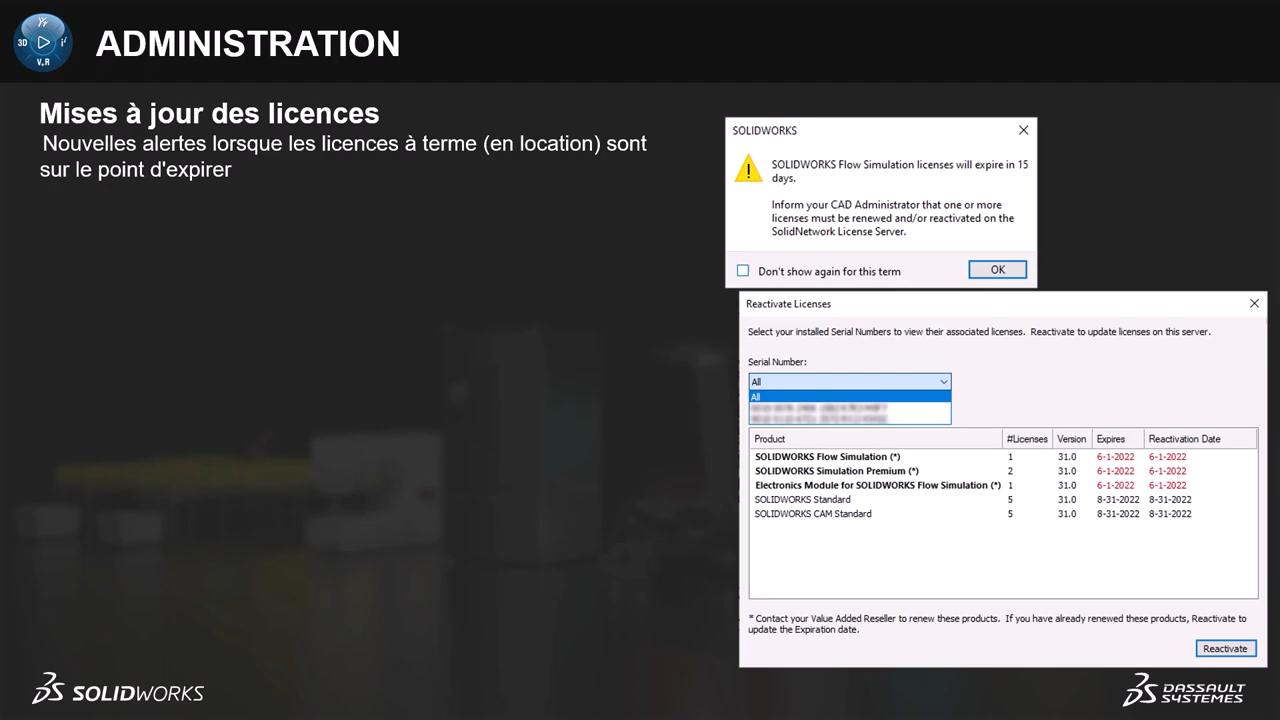 3D
i²
V.R
ADMINISTRATION
Mises à jour des licences
Nouvelles alertes lorsque les licences à terme (en location) sont
sur le point d'expirer
SOLIDWORKS
SOLIDWORKS Flow Simulation licenses will expire in 15
days.
Inform your CAD Administrator that one or more
licenses must be renewed and/or reactivated on the
SolidNetwork License Server.
Don't show again for this term
OK
Reactivate Licenses
Select your installed Serial Numbers to view their associated licenses. Reactivate to update licenses on this server.
Serial Number:
All
All
Product #Licenses Version Expires Reactivation Date
SOLIDWORKS Flow Simulation (*) 1 31.0 6-1-2022 6-1-2022
SOLIDWORKS Simulation Premium (*) 2 31.0 6-1-2022 6-1-2022
Electronics Module for SOLIDWORKS Flow Simulation (*) 1 31.0 6-1-2022 6-1-2022
SOLIDWORKS Standard 5 31.0 8-31-2022 8-31-2022
SOLIDWORKS CAM Standard 5 31.0 8-31-2022 8-31-2022
* Contact your Value Added Reseller to renew these products. If you have already renewed these products, Reactivate to
update the Expiration date.
Reactivate
SOLIDWORKS
DASSAULT
SYSTEMES